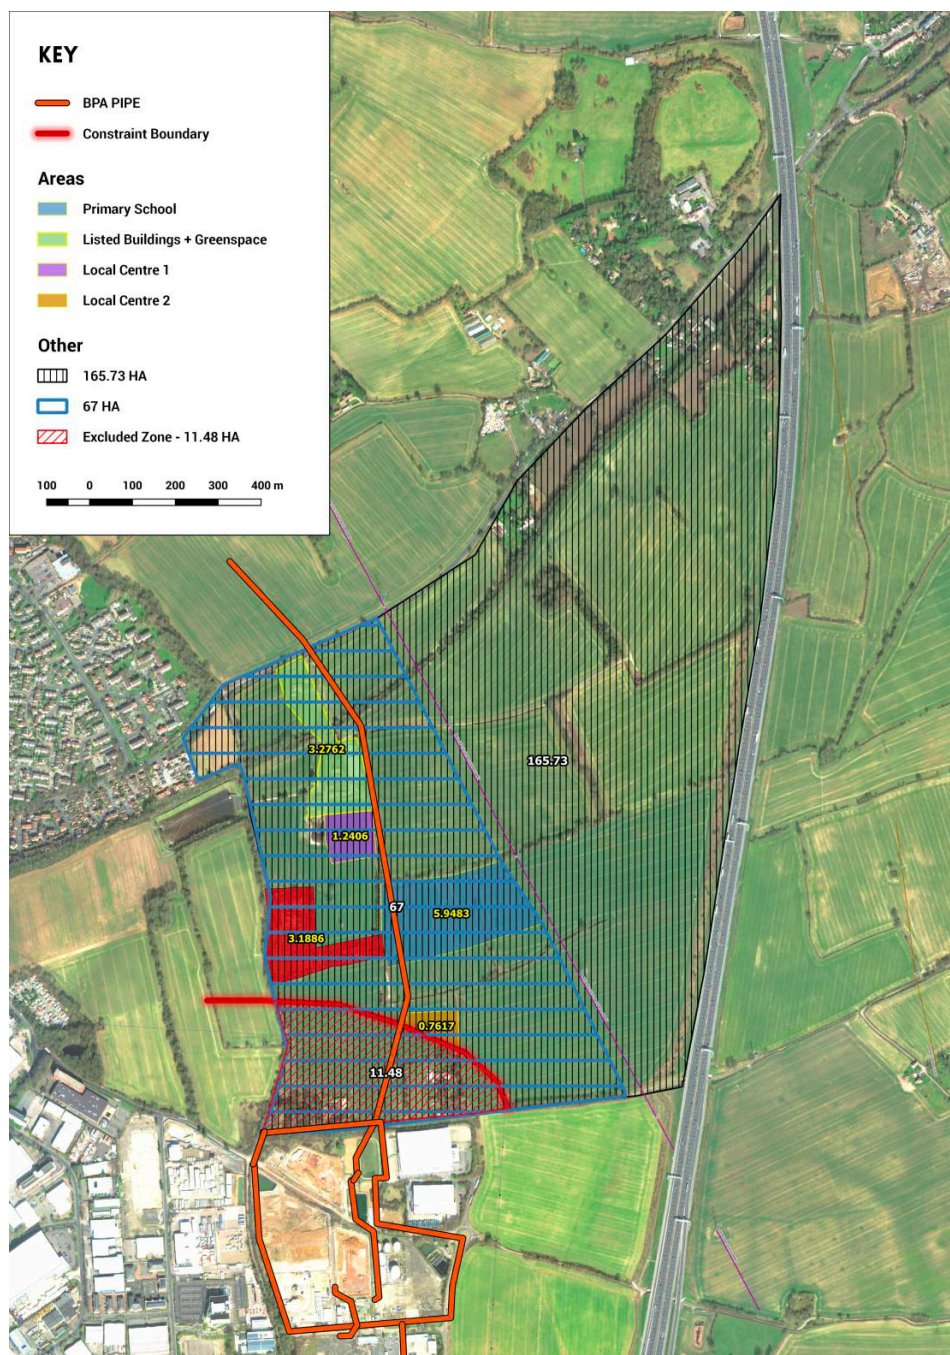 KEY
BPA PIPE
Constraint Boundary
Areas
Primary School
Listed Buildings + Greenspace
Local Centre 1
Local Centre 2
Other
165.73 HA
67 HA
Excluded Zone - 11.48 HA
100 0 100 200 300 400 m
3.2762
165.73
1.2406
67
5.9483
3.1886
0.7617
11.48